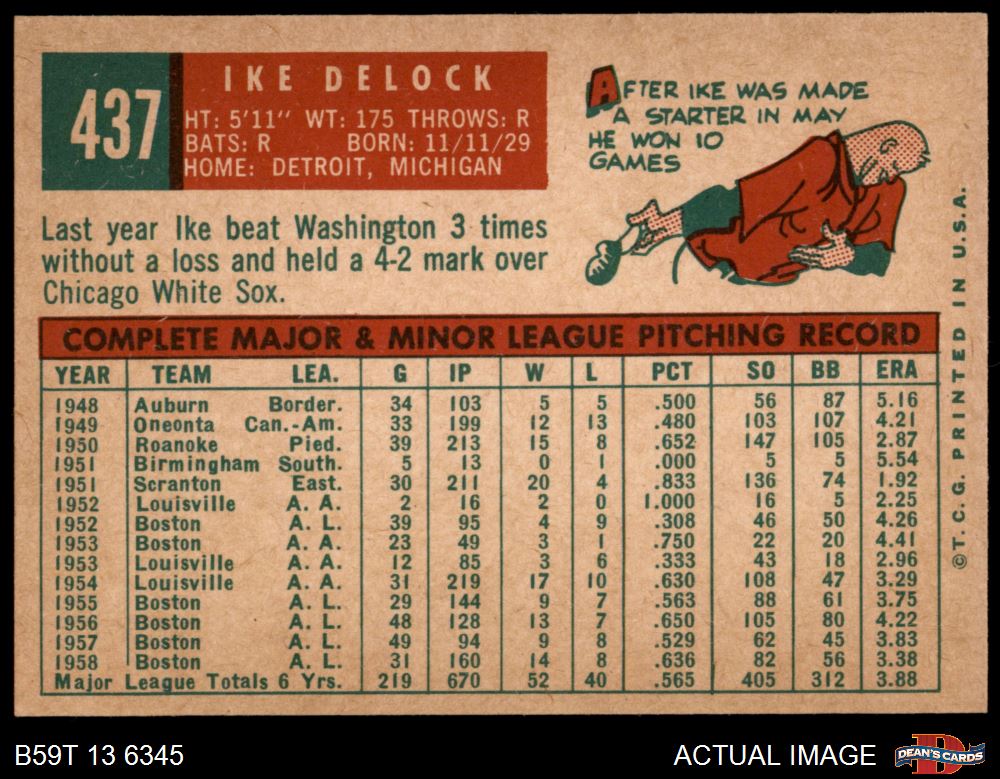 437
IKE DELOCK
HT: 5'11" WT: 175 THROWS: R
BATS: R BORN: 11/11/29
HOME: DETROIT, MICHIGAN
AFTER IKE WAS MADE
A STARTER IN MAY
HE WON 10
GAMES
Last year Ike beat Washington 3 times
without a loss and held a 4-2 mark over
Chicago White Sox.
COMPLETE MAJOR & MINOR LEAGUE PITCHING RECORD
YEAR TEAM LEA. G IP W L PCT SO BB ERA
1948 Auburn Border. 34 103 5 5 .500 56 87 5.16
1949 Oneonta Can.-Am. 33 199 12 13 .480 103 107 4.21
1950 Roanoke Pied. 39 213 15 8 .652 147 105 2.87
1951 Birmingham South. 5 13 0 1 .000 5 5 5.54
1951 Scranton East. 30 211 20 4 .833 136 74 1.92
1952 Louisville A. A. 2 16 2 0 1.000 16 5 2.25
1952 Boston A. L. 39 95 4 9 .308 46 50 4.26
1953 Boston A. A. 23 49 3 1 .750 22 20 4.41
1953 Louisville A. A. 12 85 3 6 .333 43 18 2.96
1954 Louisville A. A. 31 219 17 10 .630 108 47 3.29
1955 Boston A. L. 29 144 9 7 .563 88 61 3.75
1956 Boston A. L. 48 128 13 7 .650 105 80 4.22
1957 Boston A. L. 49 94 9 8 .529 62 45 3.83
1958 Boston A. L. 31 160 14 8 .636 82 56 3.38
Major League Totals 6 Yrs. 219 670 52 40 .565 405 312 3.88
©T. C. G. PRINTED IN U.S.A.
B59T 13 6345
ACTUAL IMAGE
DEAN'S CARDS